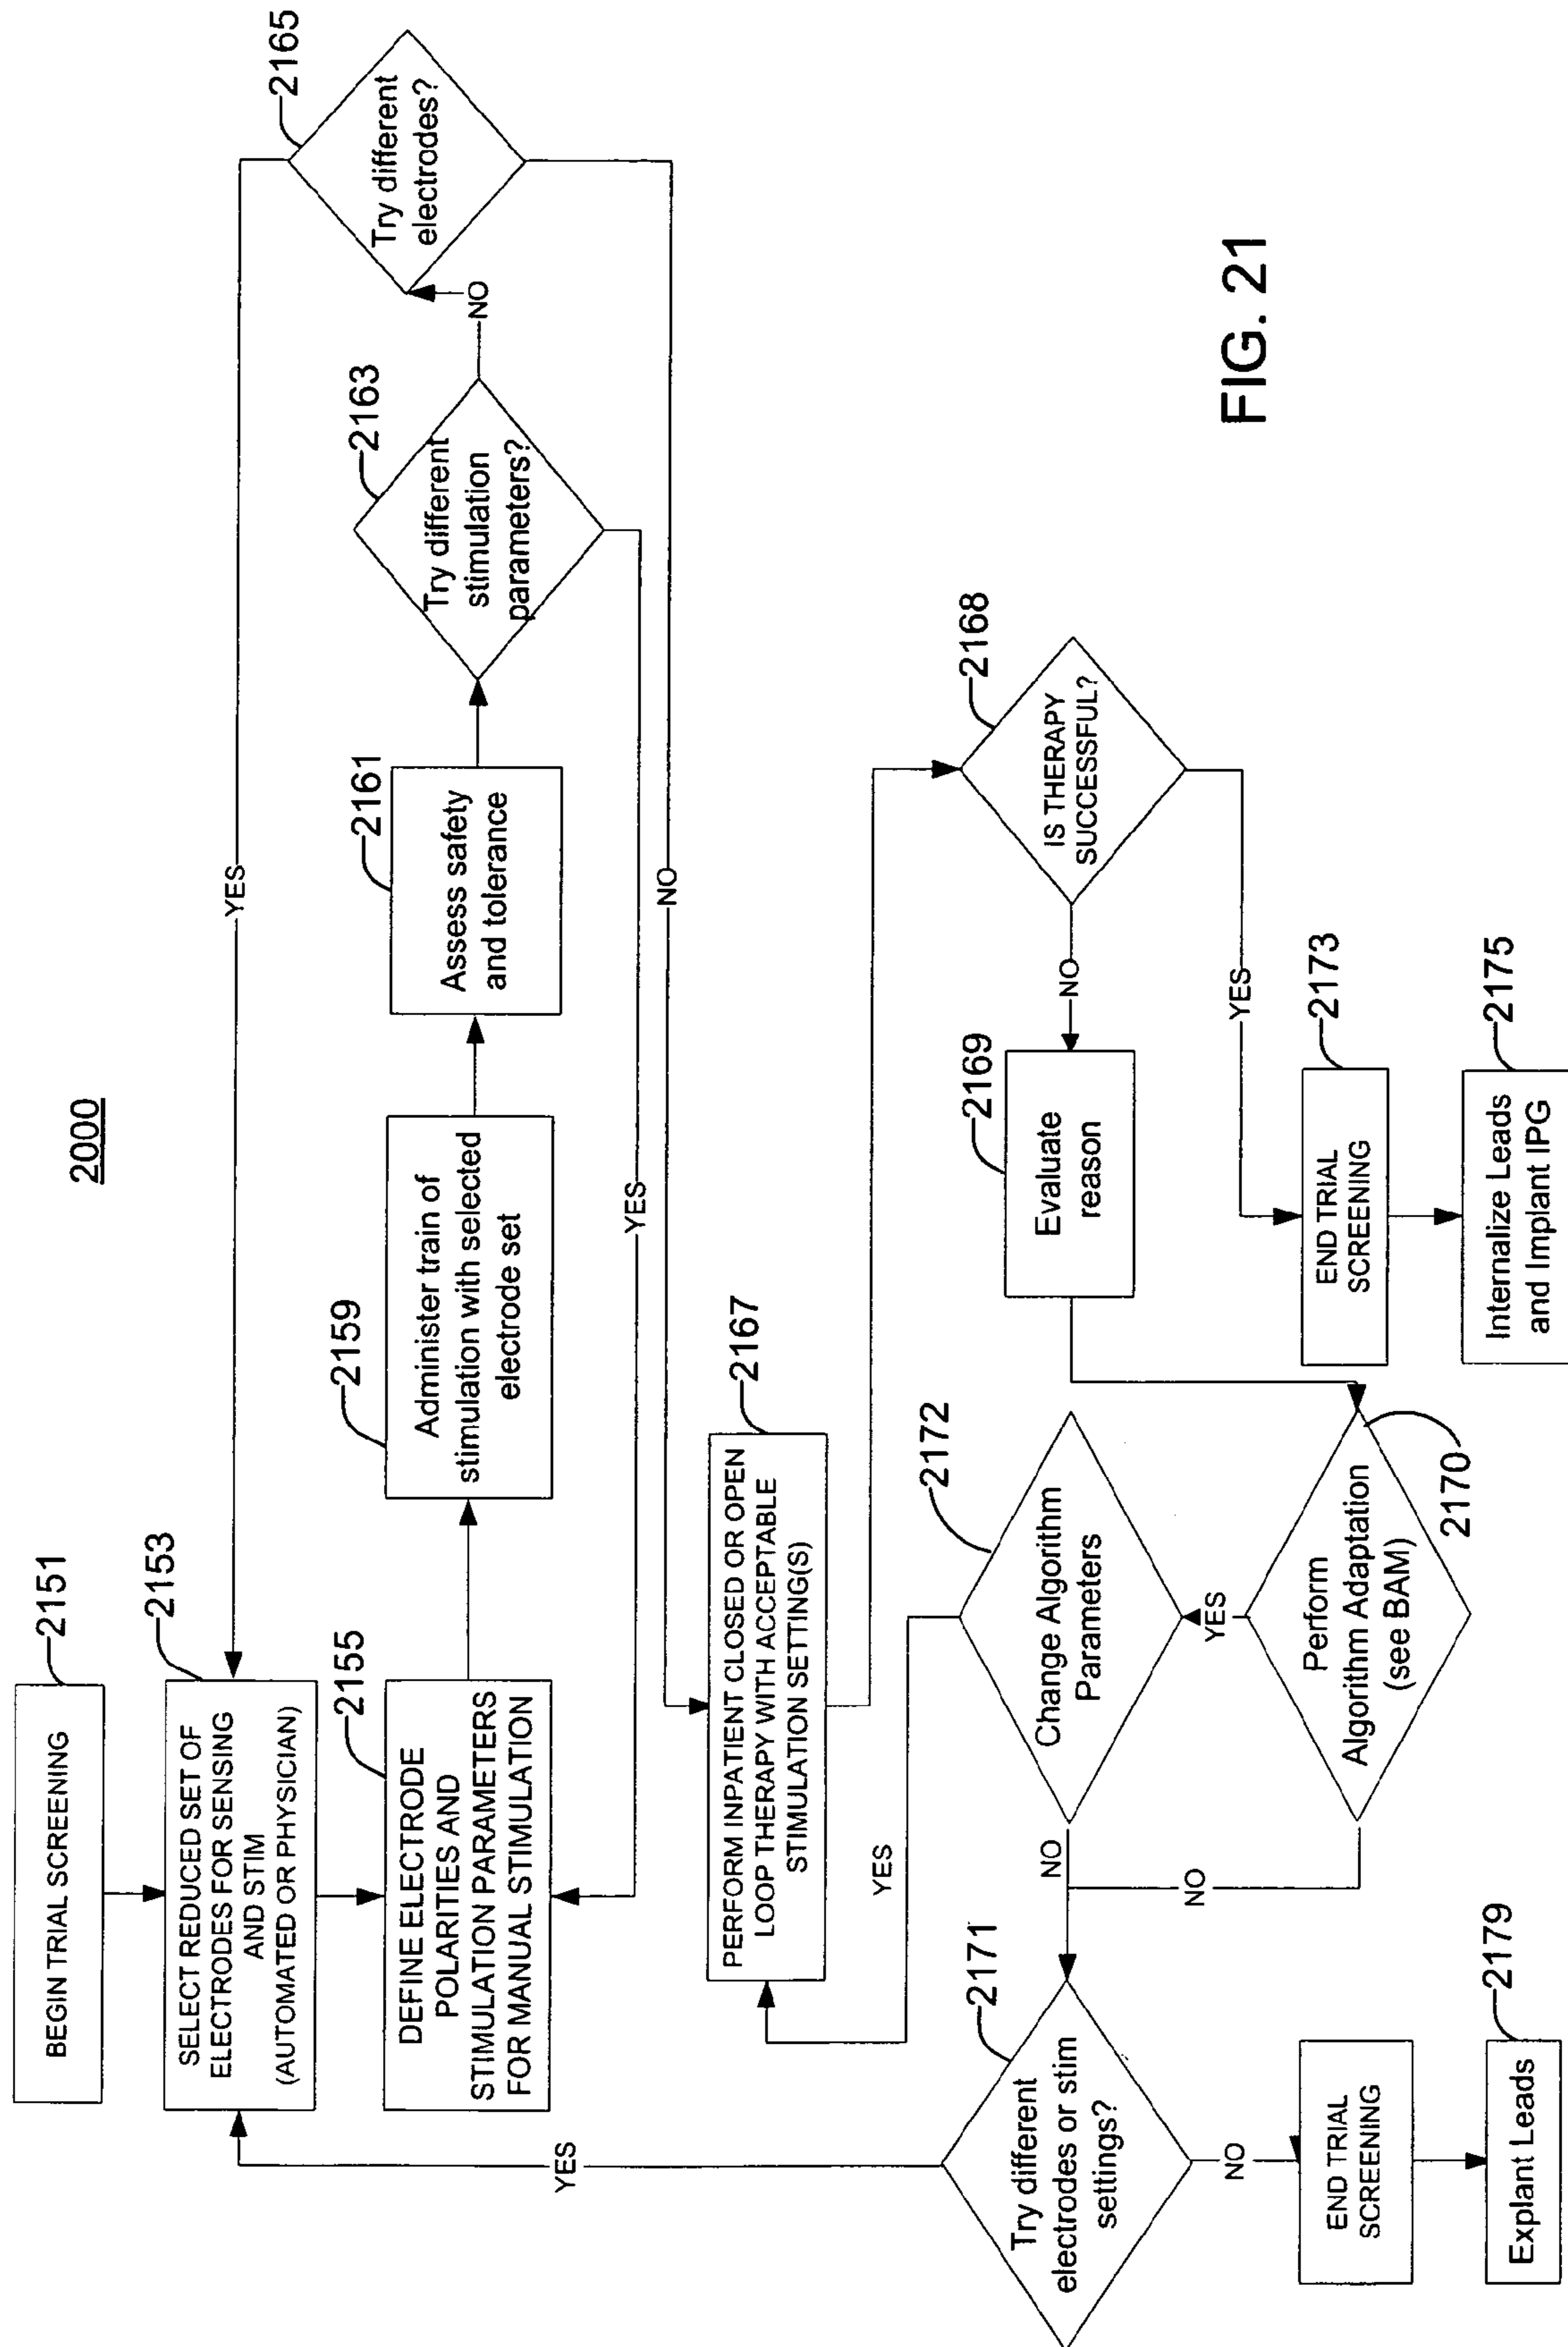 2000
BEGIN TRIAL SCREENING
2151
SELECT REDUCED SET OF
ELECTRODES FOR SENSING
AND STIM
(AUTOMATED OR PHYSICIAN)
2153
DEFINE ELECTRODE
POLARITIES AND
STIMULATION PARAMETERS
FOR MANUAL STIMULATION
2155
Administer train of
stimulation with selected
electrode set
2159
Assess safety
and tolerance
2161
Try different
stimulation
parameters?
2163
NO
YES
Try different
electrodes?
2165
YES
NO
PERFORM INPATIENT CLOSED OR OPEN
LOOP THERAPY WITH ACCEPTABLE
STIMULATION SETTING(S)
2167
IS THERAPY
SUCCESSFUL?
2168
NO
YES
Evaluate
reason
2169
END TRIAL
SCREENING
2173
Internalize Leads
and Implant IPG
2175
Perform
Algorithm Adaptation
(see BAM)
2170
YES
NO
Change Algorithm
Parameters
2172
YES
NO
Try different
electrodes or stim
settings?
2171
YES
NO
END TRIAL
SCREENING
Explant Leads
2179
FIG. 21